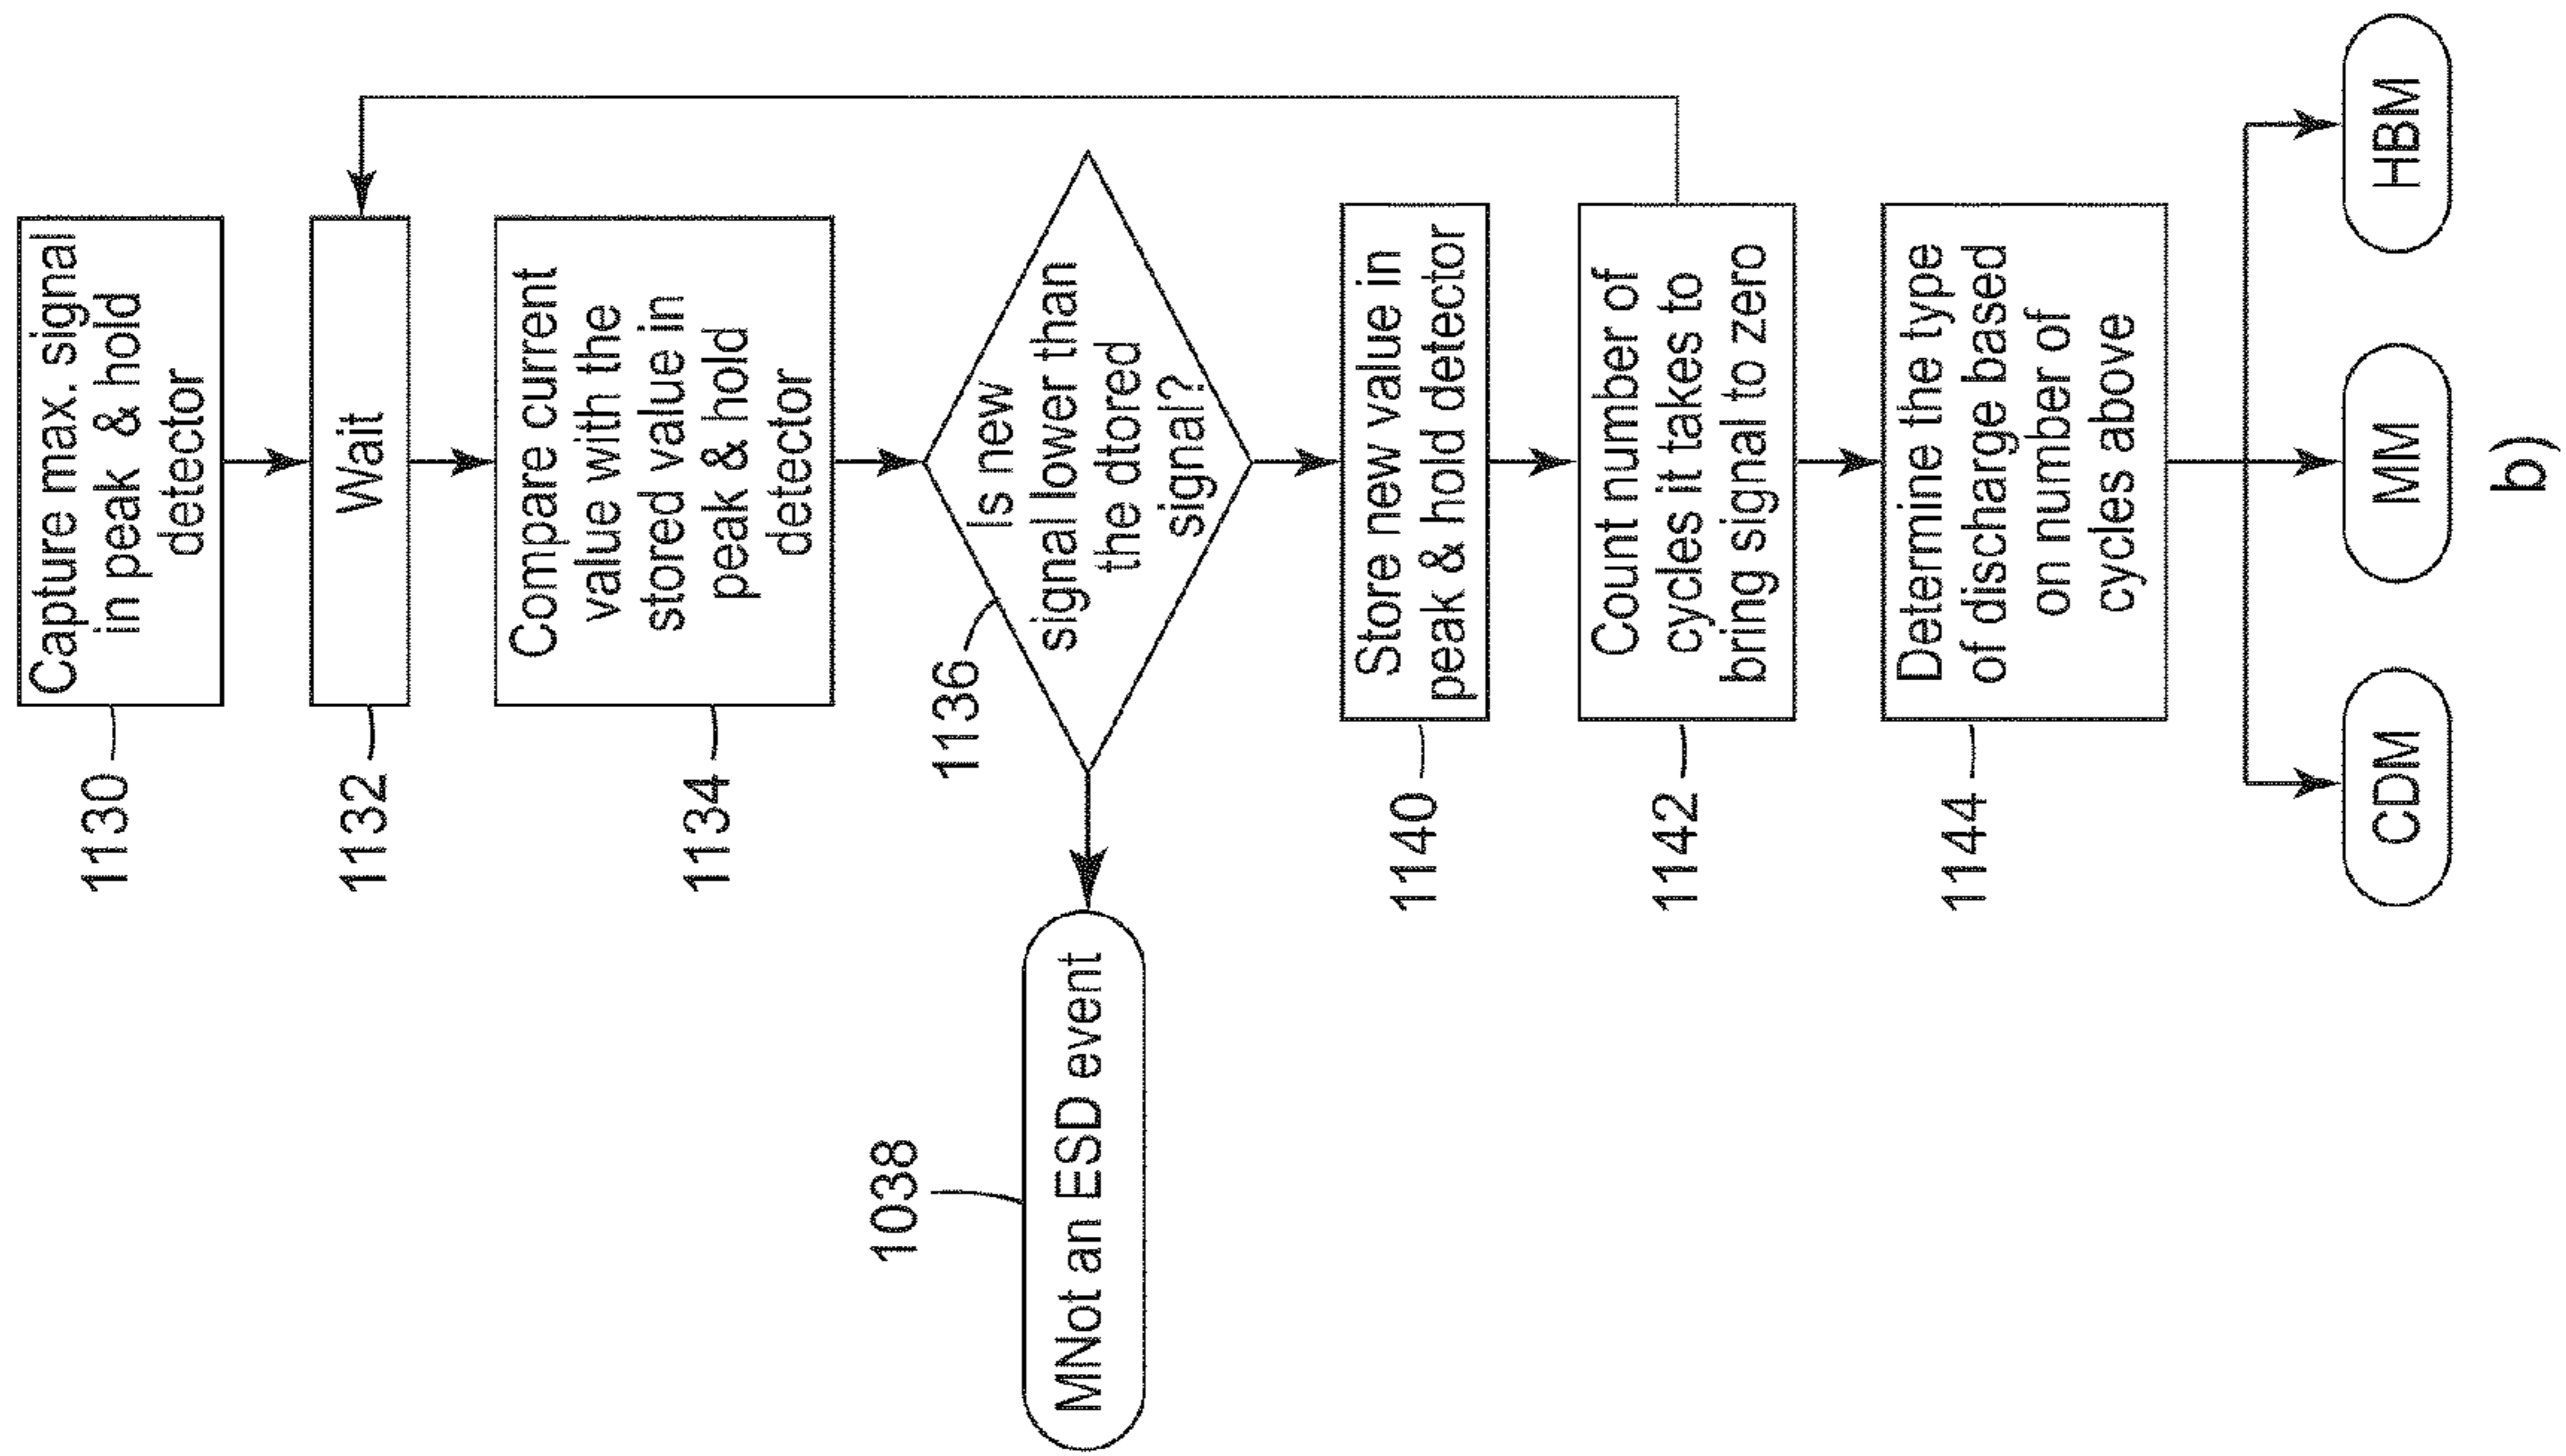 1130
Capture max. signal
in peak & hold
detector
1132
Wait
1134
Compare current
value with the
stored value in
peak & hold
detector
1136
Is new
signal lower than
the dtored
signal?
1038
MNot an ESD event
1140
Store new value in
peak & hold detector
1142
Count number of
cycles it takes to
bring signal to zero
1144
Determine the type
of discharge based
on number of
cycles above
CDM
MM
HBM
b)